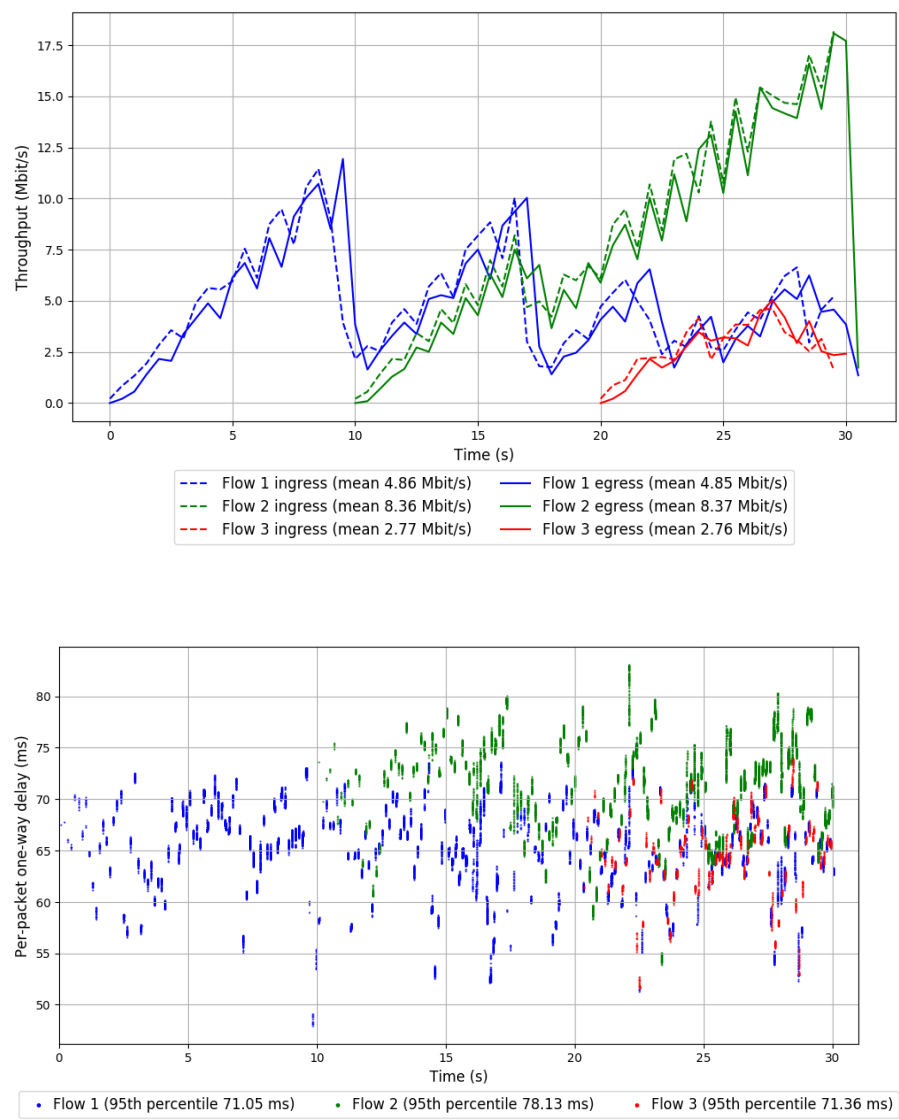 17.5
15.0
12.5
10.0
7.5
5.0
2.5
0.0
Throughput (Mbit/s)
0 5 10 15 20 25 30
Time (s)
Flow 1 ingress (mean 4.86 Mbit/s) Flow 1 egress (mean 4.85 Mbit/s)
Flow 2 ingress (mean 8.36 Mbit/s) Flow 2 egress (mean 8.37 Mbit/s)
Flow 3 ingress (mean 2.77 Mbit/s) Flow 3 egress (mean 2.76 Mbit/s)
80
75
70
65
60
55
50
Per-packet one-way delay (ms)
0 5 10 15 20 25 30
Time (s)
Flow 1 (95th percentile 71.05 ms) Flow 2 (95th percentile 78.13 ms) Flow 3 (95th percentile 71.36 ms)